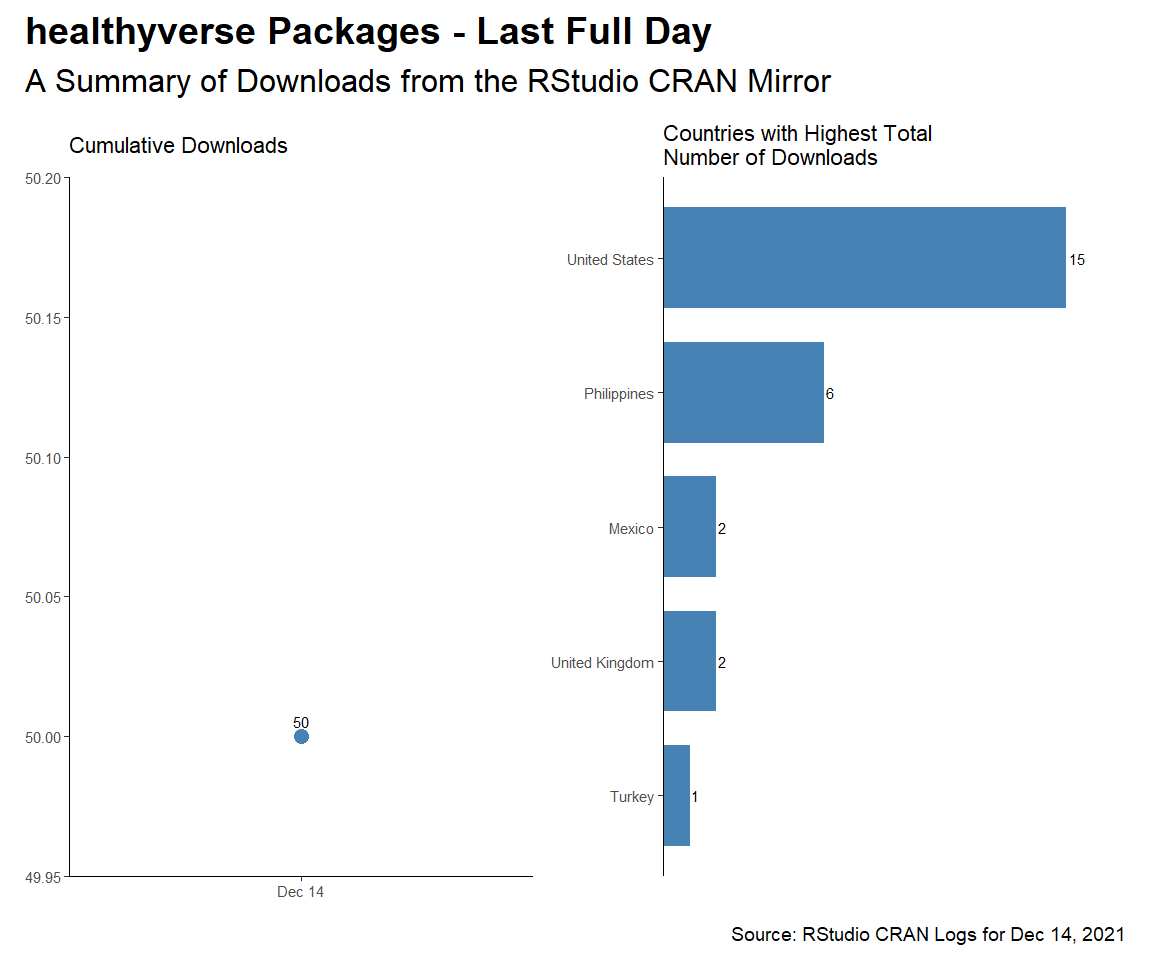 healthyverse Packages - Last Full Day
A Summary of Downloads from the RStudio CRAN Mirror
Cumulative Downloads
50.20
50.15
50.10
50.05
50.00
49.95
50
Dec 14
Countries with Highest Total
Number of Downloads
United States
15
Philippines
6
Mexico
2
United Kingdom
2
Turkey
1
Source: RStudio CRAN Logs for Dec 14, 2021